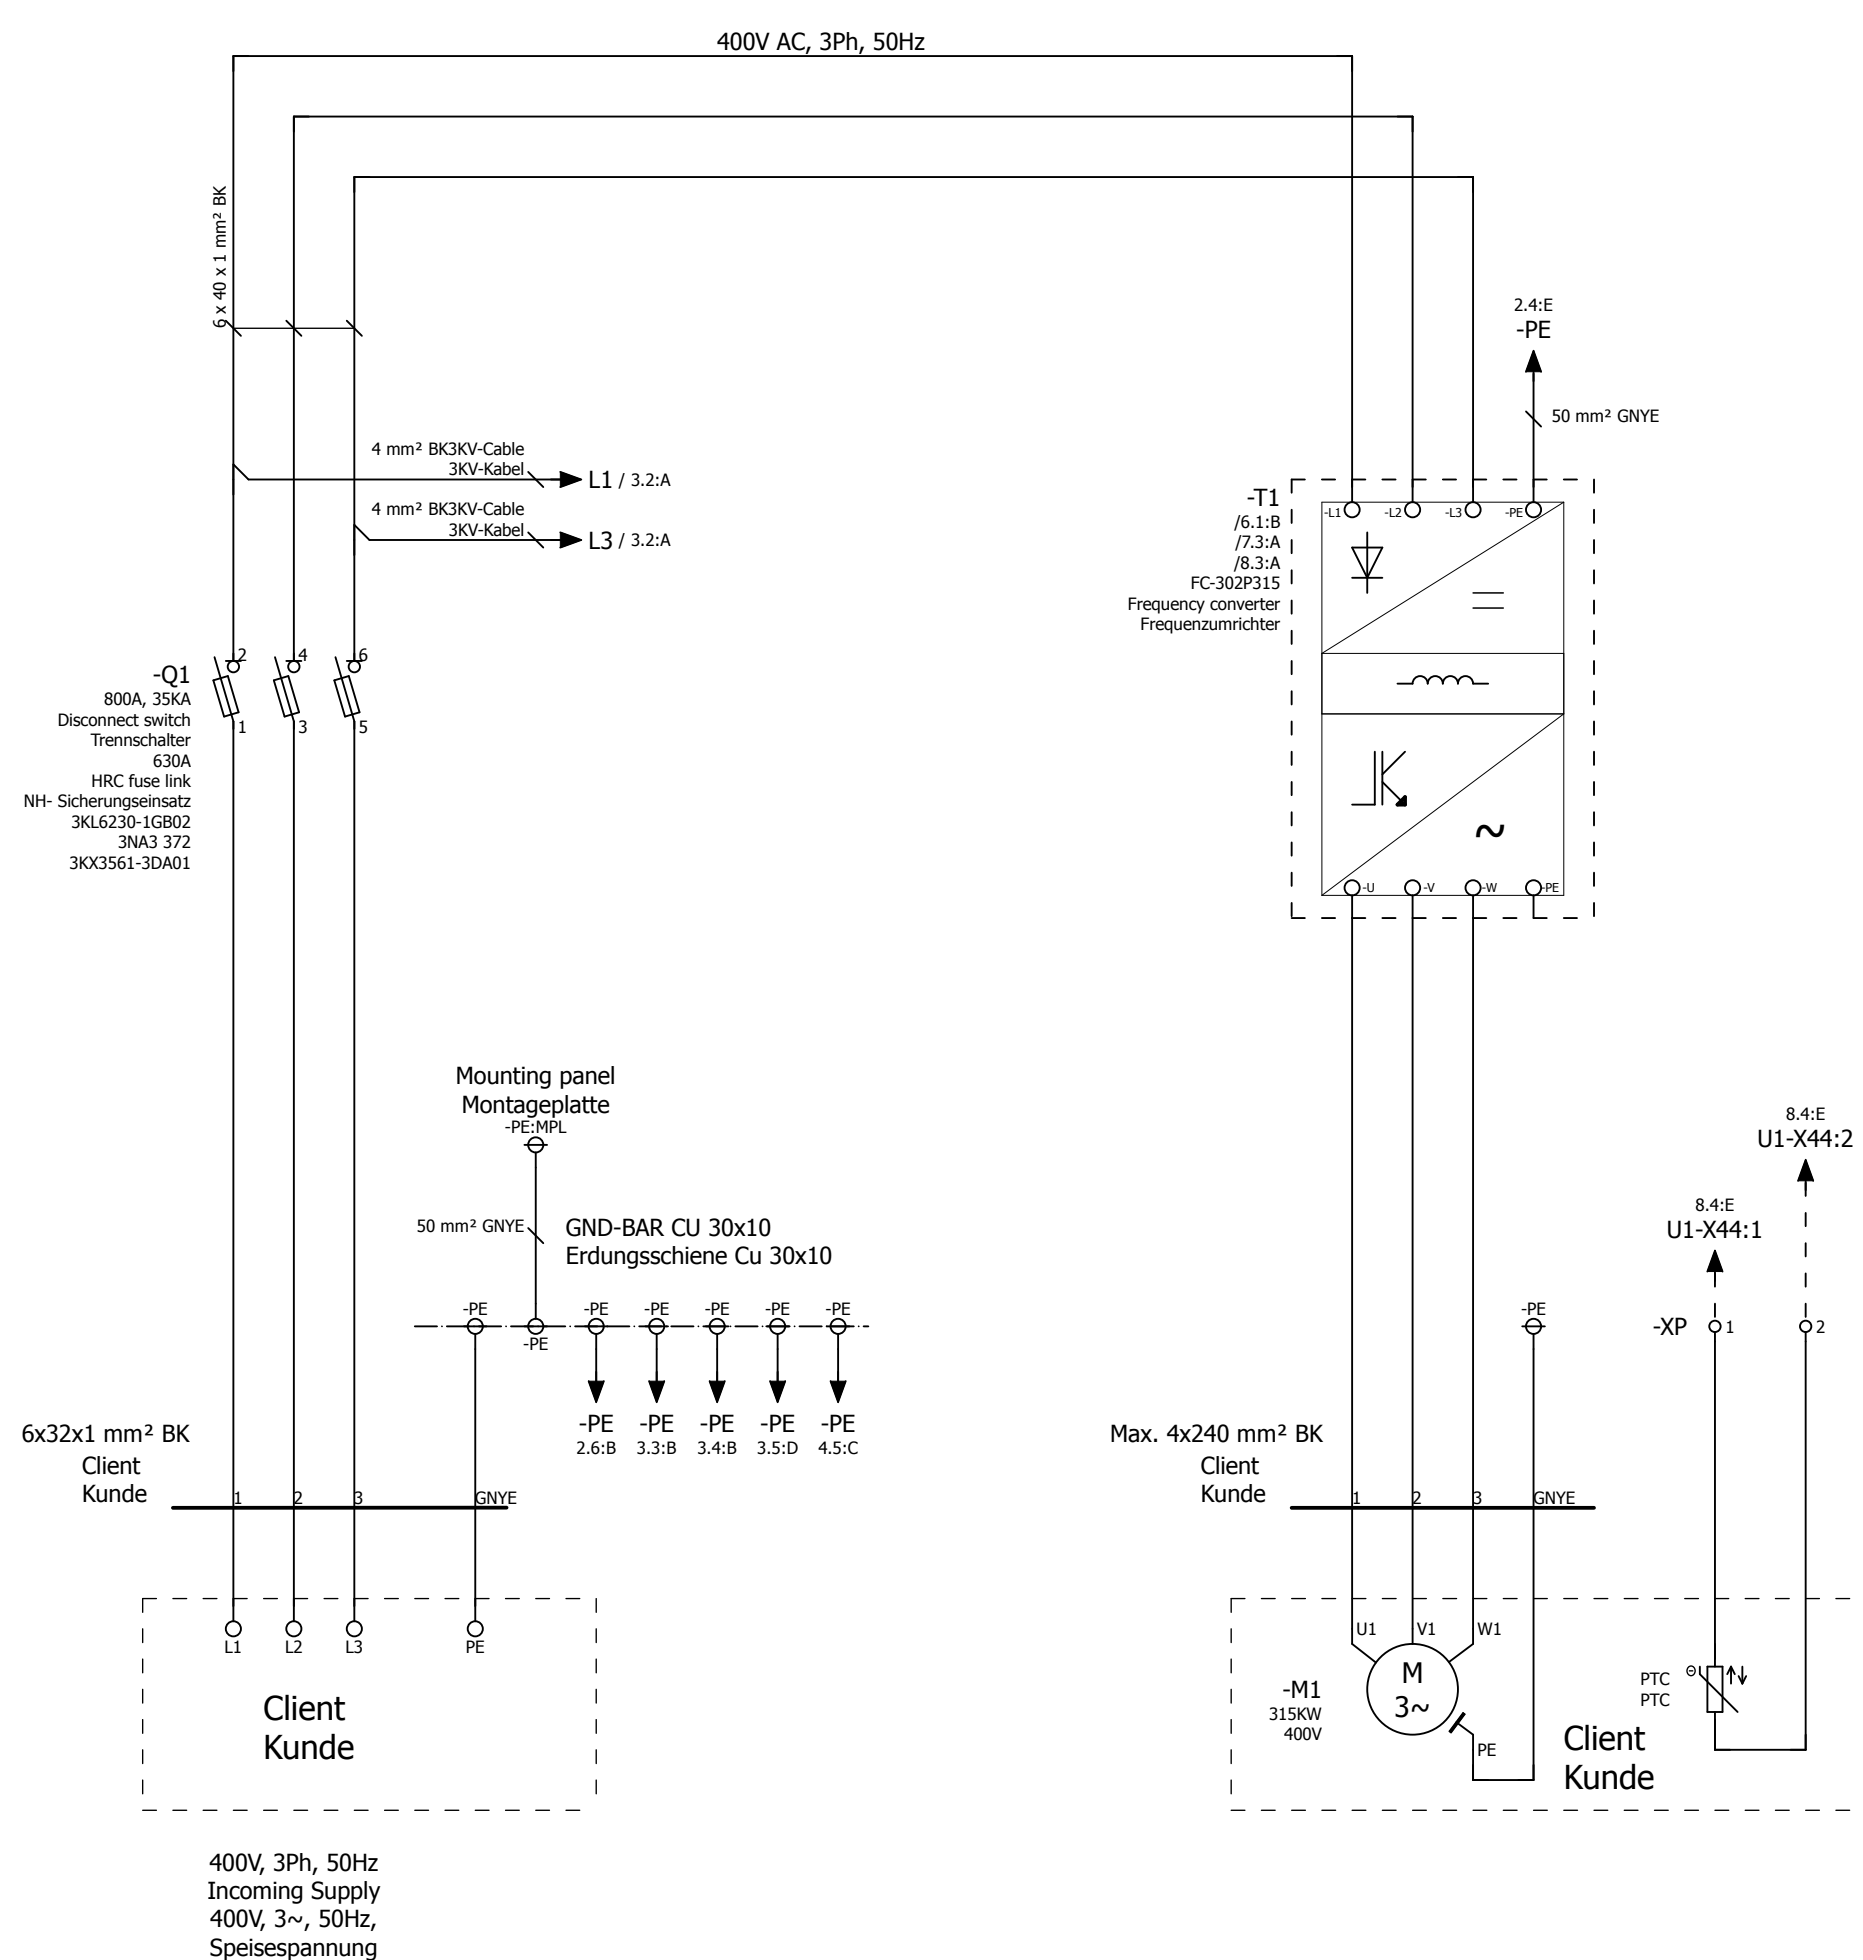 400V AC, 3Ph, 50Hz
6 x 40 x 1 mm² BK
2.4:E
-PE
50 mm² GNYE
4 mm² BK3KV-Cable
3KV-Kabel
L1 / 3.2:A
4 mm² BK3KV-Cable
3KV-Kabel
L3 / 3.2:A
-T1
/6.1:B
/7.3:A
/8.3:A
FC-302P315
Frequency converter
Frequenzumrichter
-L1
-L2
-L3
-PE
~
-U
-V
-W
-PE
2
4
6
-Q1
800A, 35KA
Disconnect switch
Trennschalter
630A
HRC fuse link
NH- Sicherungseinsatz
3KL6230-1GB02
3NA3 372
3KX3561-3DA01
1
3
5
Mounting panel
Montageplatte
-PE:MPL
50 mm² GNYE
GND-BAR CU 30x10
Erdungsschiene Cu 30x10
-PE
-PE
-PE
-PE
-PE
-PE
-PE
-PE
2.6:B
-PE
3.3:B
-PE
3.4:B
-PE
3.5:D
-PE
4.5:C
6x32x1 mm² BK
Client
Kunde
1
2
3
GNYE
L1
L2
L3
PE
Client
Kunde
400V, 3Ph, 50Hz
Incoming Supply
400V, 3~, 50Hz,
Speisespannung
8.4:E
U1-X44:2
8.4:E
U1-X44:1
-PE
-XP
1
2
Max. 4x240 mm² BK
Client
Kunde
1
2
3
GNYE
U1
V1
W1
M
3~
-M1
315KW
400V
PE
PTC
PTC
Θ
Client
Kunde